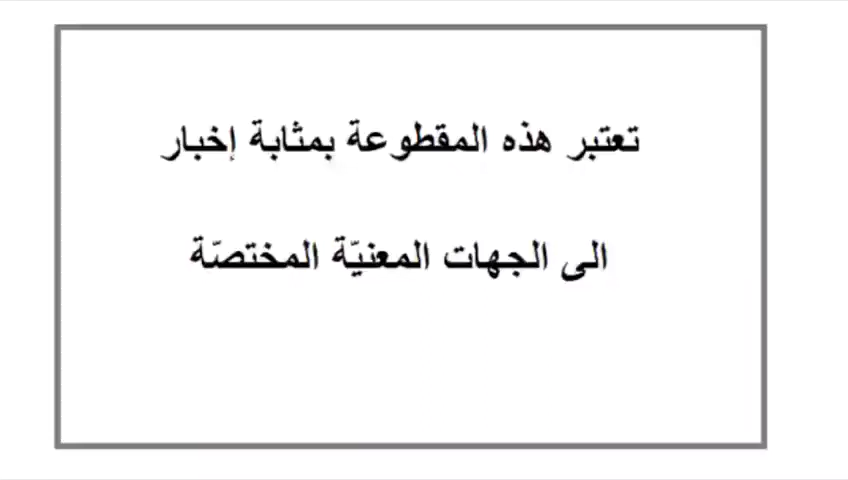 تعتبر هذه المقطوعة بمثابة إخبار
الى الجهات المعنيّة المختصّة